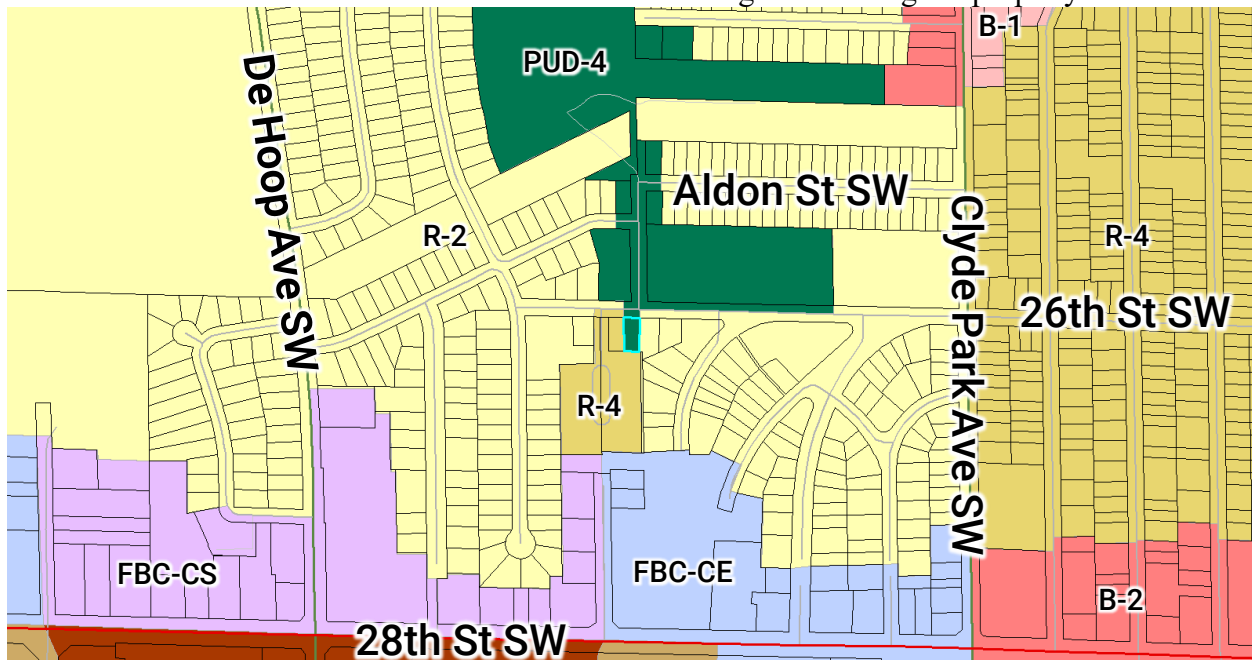 B-1
PUD-4
De Hoop Ave SW
Aldon St SW
R-2
Clyde Park Ave SW
R-4
26th St SW
R-4
FBC-CS
FBC-CE
B-2
28th St SW